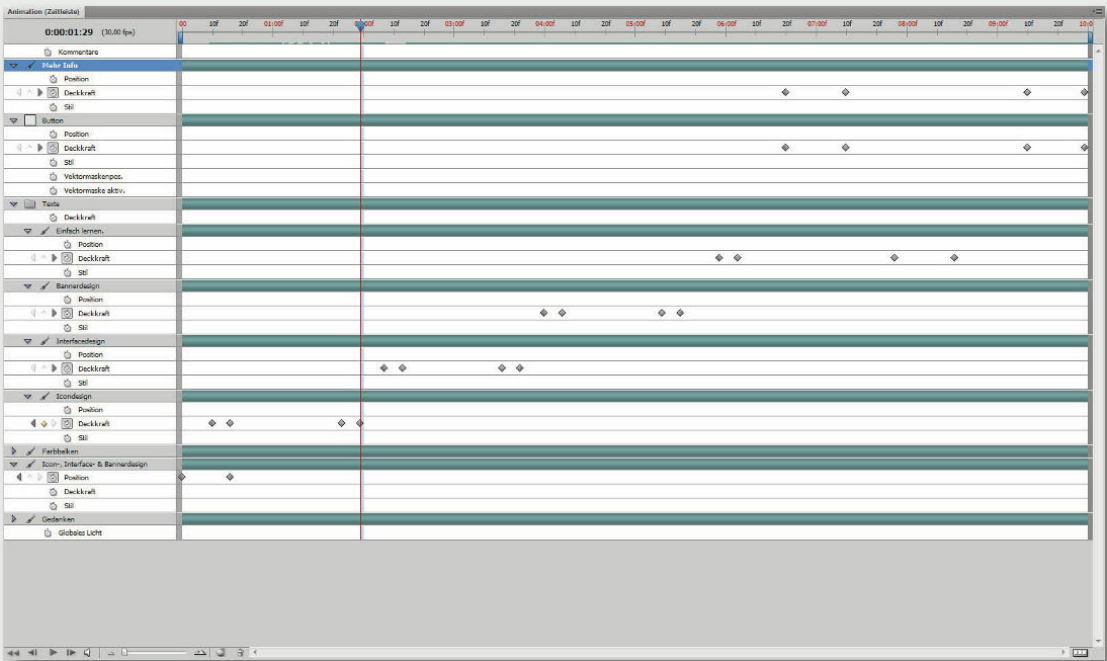 Animation (Zeitleiste)
0:00:01:29 (30,00 fps)
00 10f 20f 01:00f 10f 20f 02:00f 10f 20f 03:00f 10f 20f 04:00f 10f 20f 05:00f 10f 20f 06:00f 10f 20f 07:00f 10f 20f 08:00f 10f 20f 09:00f 10f 20f 10:0
Kommentare
Mehr Info
Position
Deckkraft
Stil
Button
Position
Deckkraft
Stil
Vektormaskenpos.
Vektormaske aktiv.
Texte
Deckkraft
Einfach lernen.
Position
Deckkraft
Stil
Bannerdesign
Position
Deckkraft
Stil
Interfacedesign
Position
Deckkraft
Stil
Icondesign
Position
Deckkraft
Stil
Farbbalken
Icon-, Interface- & Bannerdesign
Position
Deckkraft
Stil
Gedanken
Globales Licht